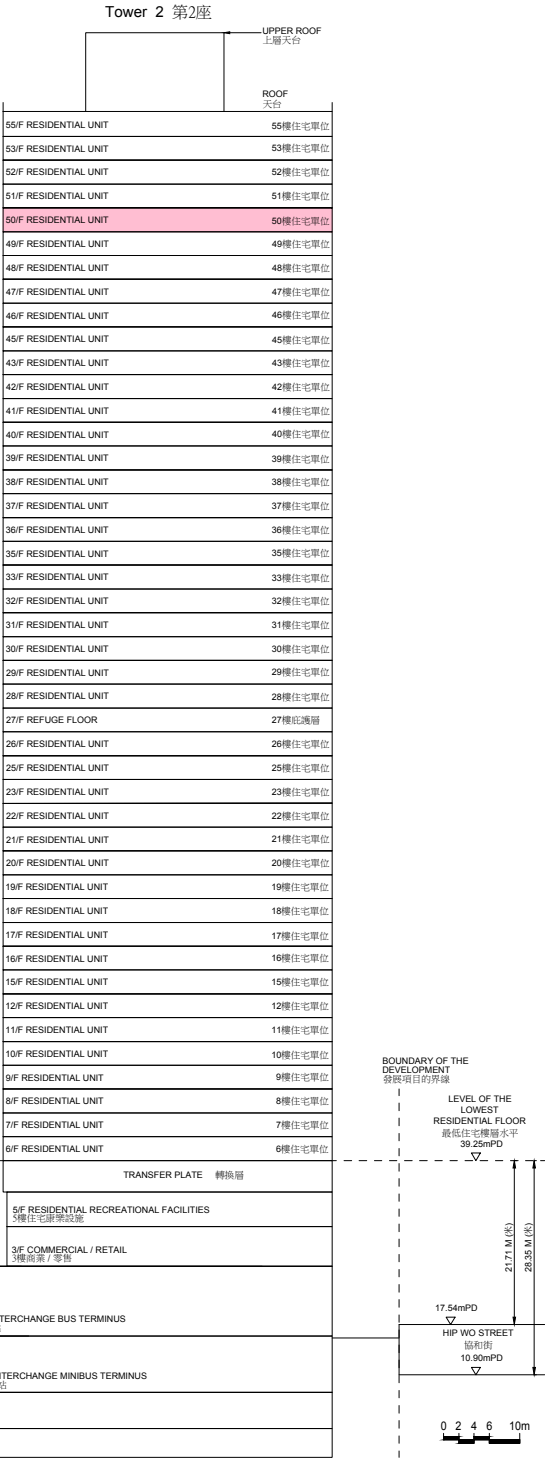 Tower 2 第2座
UPPER ROOF
上層天台
ROOF
天台
55/F RESIDENTIAL UNIT 55樓住宅單位
53/F RESIDENTIAL UNIT 53樓住宅單位
52/F RESIDENTIAL UNIT 52樓住宅單位
51/F RESIDENTIAL UNIT 51樓住宅單位
50/F RESIDENTIAL UNIT 50樓住宅單位
49/F RESIDENTIAL UNIT 49樓住宅單位
48/F RESIDENTIAL UNIT 48樓住宅單位
47/F RESIDENTIAL UNIT 47樓住宅單位
46/F RESIDENTIAL UNIT 46樓住宅單位
45/F RESIDENTIAL UNIT 45樓住宅單位
43/F RESIDENTIAL UNIT 43樓住宅單位
42/F RESIDENTIAL UNIT 42樓住宅單位
41/F RESIDENTIAL UNIT 41樓住宅單位
40/F RESIDENTIAL UNIT 40樓住宅單位
39/F RESIDENTIAL UNIT 39樓住宅單位
38/F RESIDENTIAL UNIT 38樓住宅單位
37/F RESIDENTIAL UNIT 37樓住宅單位
36/F RESIDENTIAL UNIT 36樓住宅單位
35/F RESIDENTIAL UNIT 35樓住宅單位
33/F RESIDENTIAL UNIT 33樓住宅單位
32/F RESIDENTIAL UNIT 32樓住宅單位
31/F RESIDENTIAL UNIT 31樓住宅單位
30/F RESIDENTIAL UNIT 30樓住宅單位
29/F RESIDENTIAL UNIT 29樓住宅單位
28/F RESIDENTIAL UNIT 28樓住宅單位
27/F REFUGE FLOOR 27樓庇護層
26/F RESIDENTIAL UNIT 26樓住宅單位
25/F RESIDENTIAL UNIT 25樓住宅單位
23/F RESIDENTIAL UNIT 23樓住宅單位
22/F RESIDENTIAL UNIT 22樓住宅單位
21/F RESIDENTIAL UNIT 21樓住宅單位
20/F RESIDENTIAL UNIT 20樓住宅單位
19/F RESIDENTIAL UNIT 19樓住宅單位
18/F RESIDENTIAL UNIT 18樓住宅單位
17/F RESIDENTIAL UNIT 17樓住宅單位
16/F RESIDENTIAL UNIT 16樓住宅單位
15/F RESIDENTIAL UNIT 15樓住宅單位
12/F RESIDENTIAL UNIT 12樓住宅單位
11/F RESIDENTIAL UNIT 11樓住宅單位
10/F RESIDENTIAL UNIT 10樓住宅單位
9/F RESIDENTIAL UNIT 9樓住宅單位
8/F RESIDENTIAL UNIT 8樓住宅單位
7/F RESIDENTIAL UNIT 7樓住宅單位
6/F RESIDENTIAL UNIT 6樓住宅單位
BOUNDARY OF THE
DEVELOPMENT
發展項目的界線
LEVEL OF THE
LOWEST
RESIDENTIAL FLOOR
最低住宅樓層水平
39.25mPD
TRANSFER PLATE 轉換層
5/F RESIDENTIAL RECREATIONAL FACILITIES
5樓住宅康樂設施
3/F COMMERCIAL / RETAIL
3樓商業 / 零售
21.71 M (米)
28.35 M (米)
TERCHANGE BUS TERMINUS
17.54mPD
HIP WO STREET
協和街
10.90mPD
NTERCHANGE MINIBUS TERMINUS
站
0 2 4 6 10m